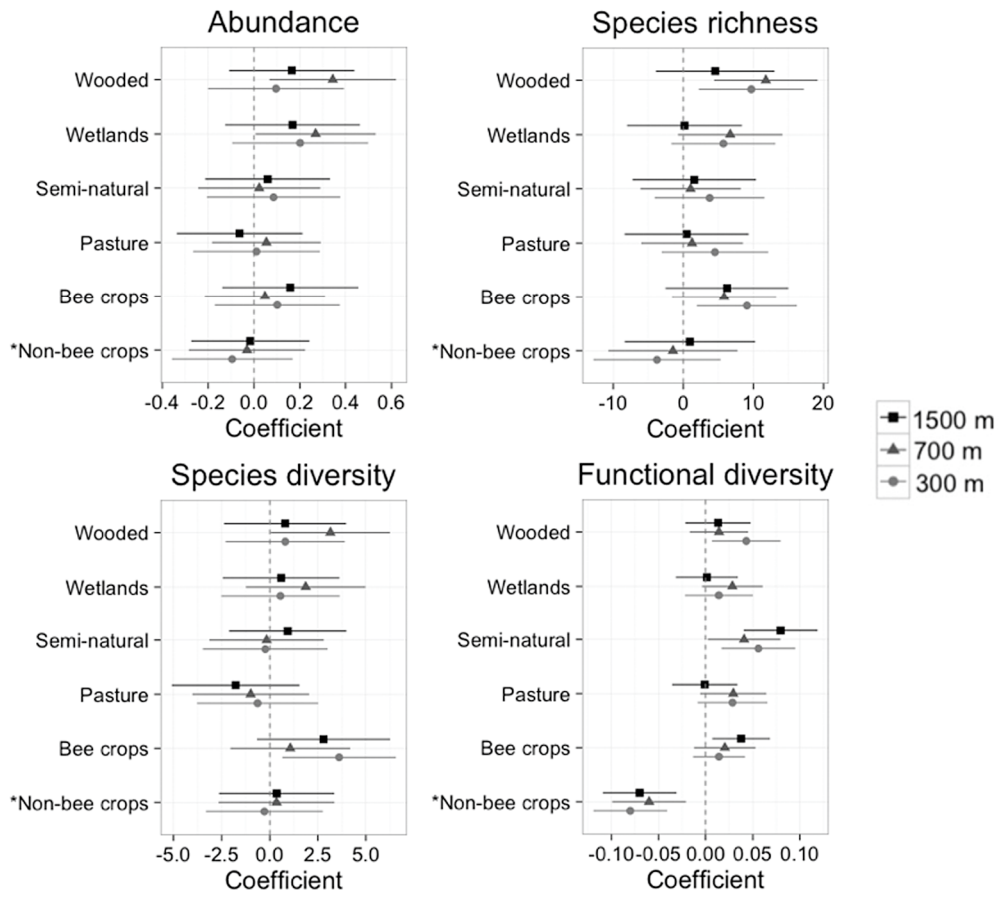 Abundance
Wooded
Wetlands
Semi-natural
Pasture
Bee crops
*Non-bee crops
-0.4 -0.2 0.0 0.2 0.4 0.6
Coefficient
Species richness
Wooded
Wetlands
Semi-natural
Pasture
Bee crops
*Non-bee crops
-10 0 10 20
Coefficient
1500 m
700 m
300 m
Species diversity
Wooded
Wetlands
Semi-natural
Pasture
Bee crops
*Non-bee crops
-5.0 -2.5 0.0 2.5 5.0
Coefficient
Functional diversity
Wooded
Wetlands
Semi-natural
Pasture
Bee crops
*Non-bee crops
-0.10 -0.05 0.00 0.05 0.10
Coefficient